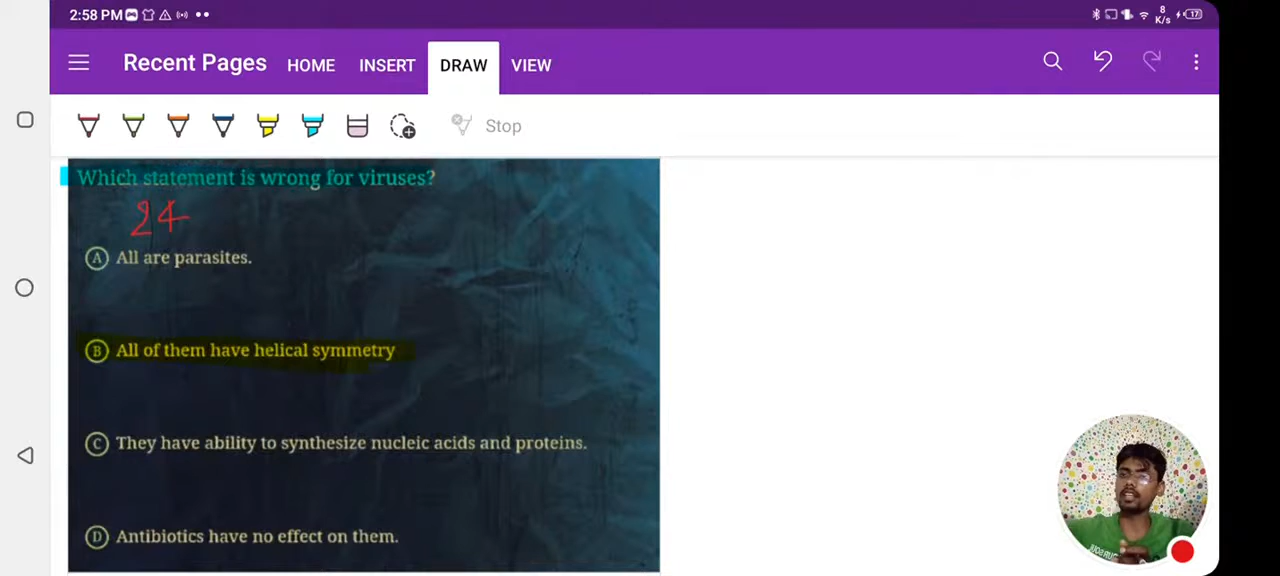 2:58 PM
8
K/s
17
Recent Pages
HOME
INSERT
DRAW
VIEW
Stop
Which statement is wrong for viruses?
24
A All are parasites.
B All of them have helical symmetry
C They have ability to synthesize nucleic acids and proteins.
D Antibiotics have no effect on them.